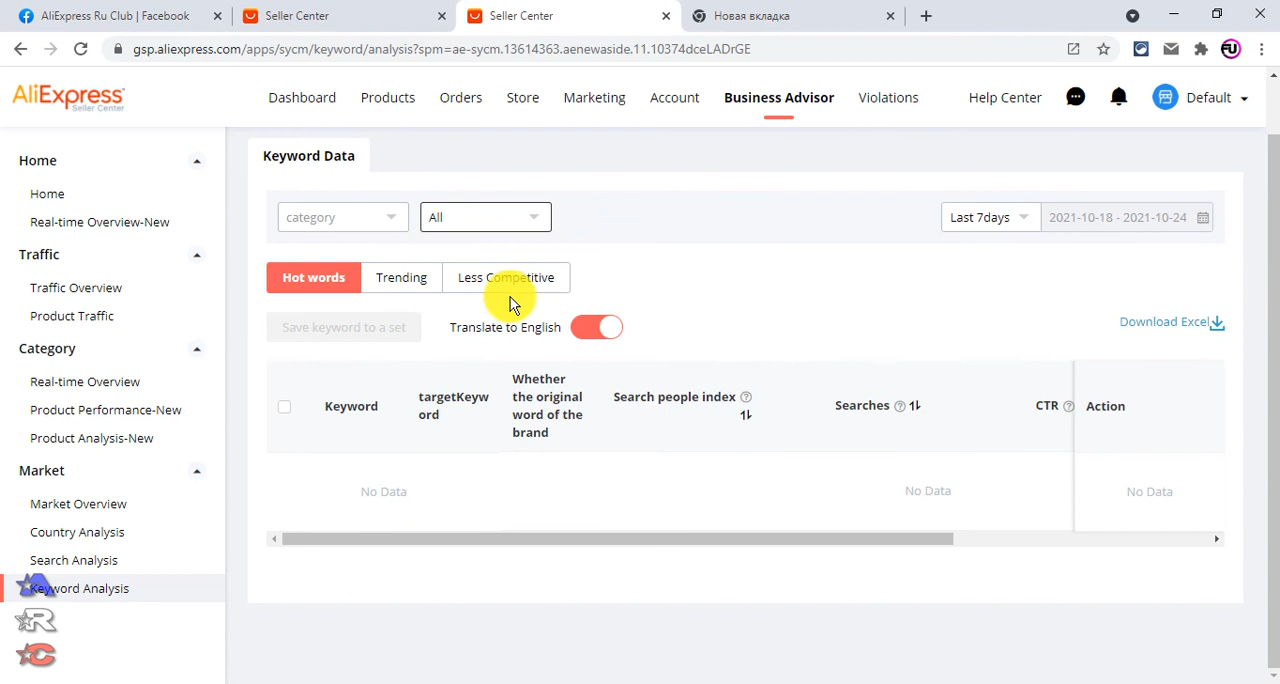 AliExpress Ru Club | Facebook
Seller Center
Seller Center
Новая вкладка
gsp.aliexpress.com/apps/sycm/keyword/analysis?spm=ae-sycm.13614363.aenewaside.11.10374dceLADrGE
AliExpress
Seller Center
Dashboard Products Orders Store Marketing Account Business Advisor Violations Help Center Default
Home
Home
Real-time Overview-New
Traffic
Traffic Overview
Product Traffic
Category
Real-time Overview
Product Performance-New
Product Analysis-New
Market
Market Overview
Country Analysis
Search Analysis
Keyword Analysis
A
R
C
Keyword Data
category All Last 7days 2021-10-18 - 2021-10-24
Hot words Trending Less Competitive
Save keyword to a set Translate to English Download Excel
Keyword
targetKeyw
ord
Whether
the original
word of the
brand
Search people index
Searches
CTR
Action
No Data No Data No Data